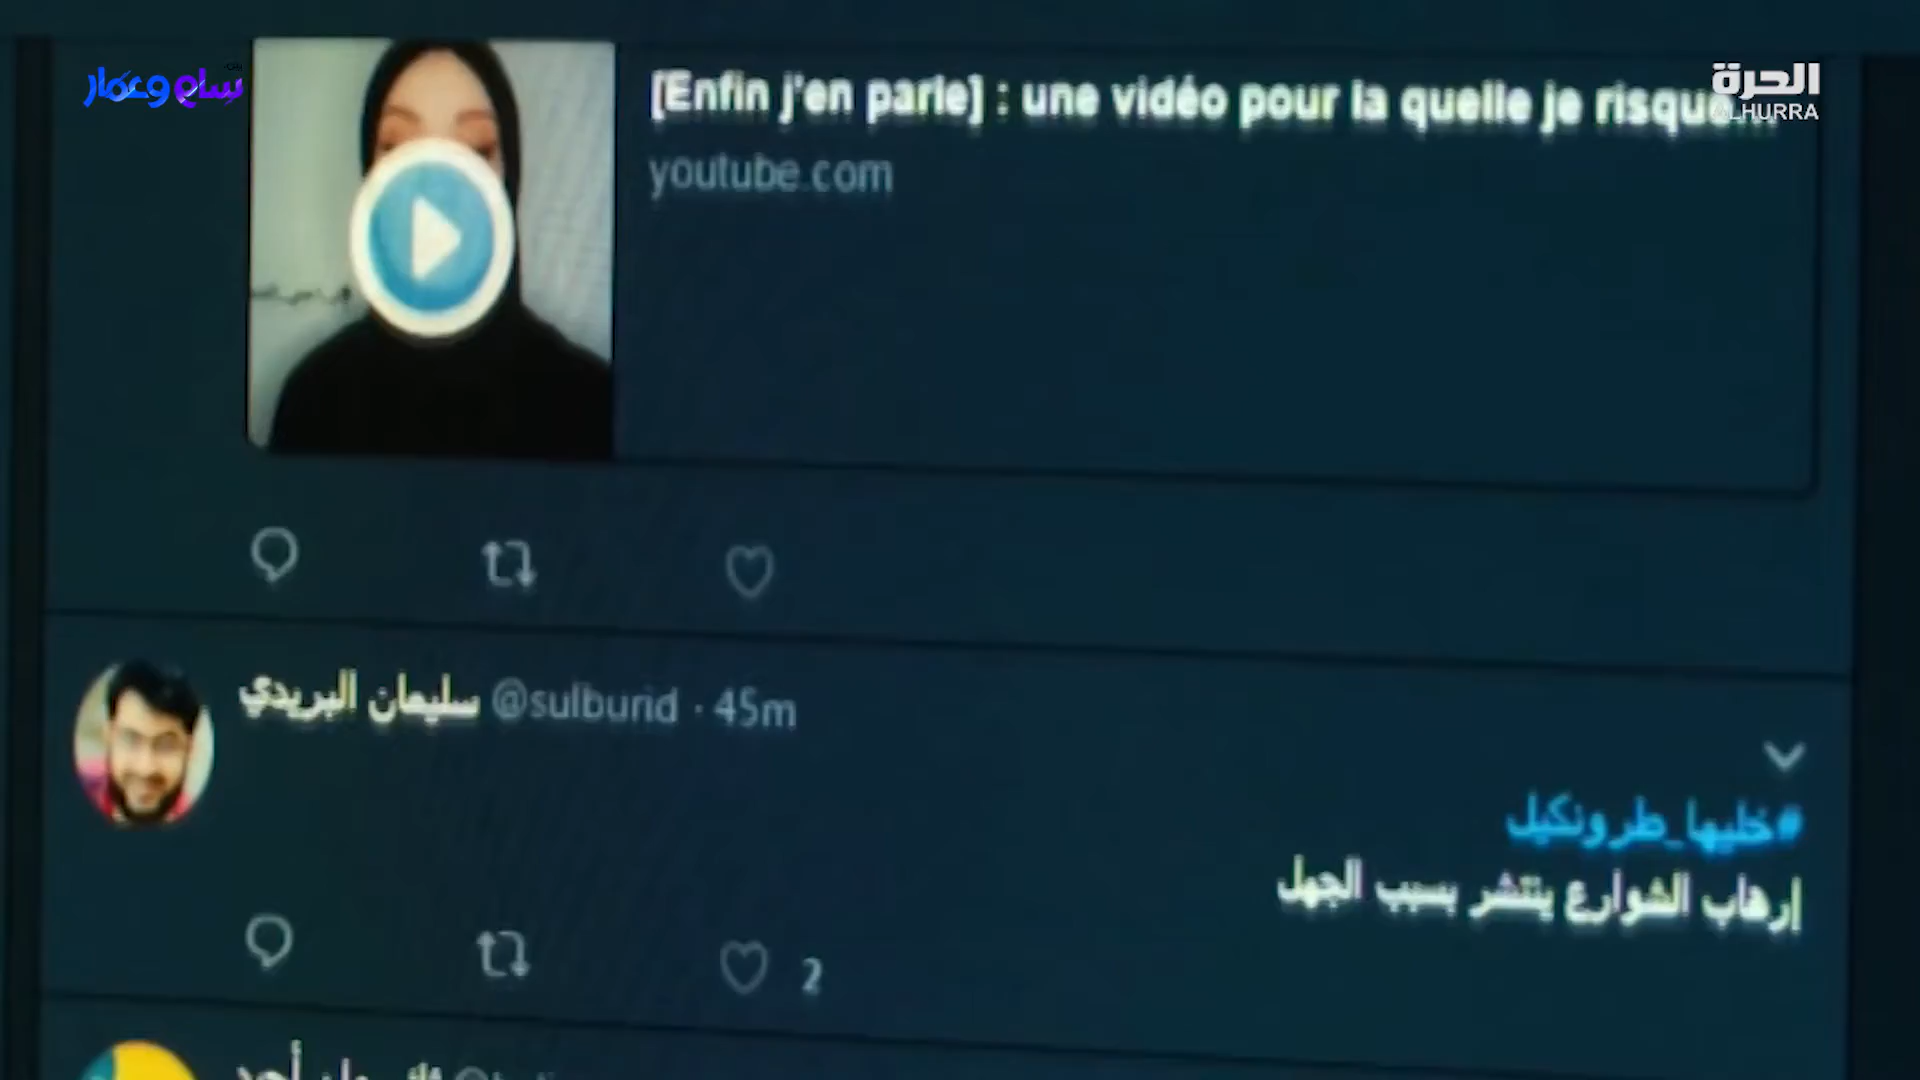 سام وعمار
الحرة
ALHURRA
[Enfin j'en parle] : une vidéo pour la quelle je risque...
youtube.com
سليمان البريدي @sulburid · 45m
#خليها_طرونكيل
إرهاب الشوارع ينتشر بسبب الجهل
2